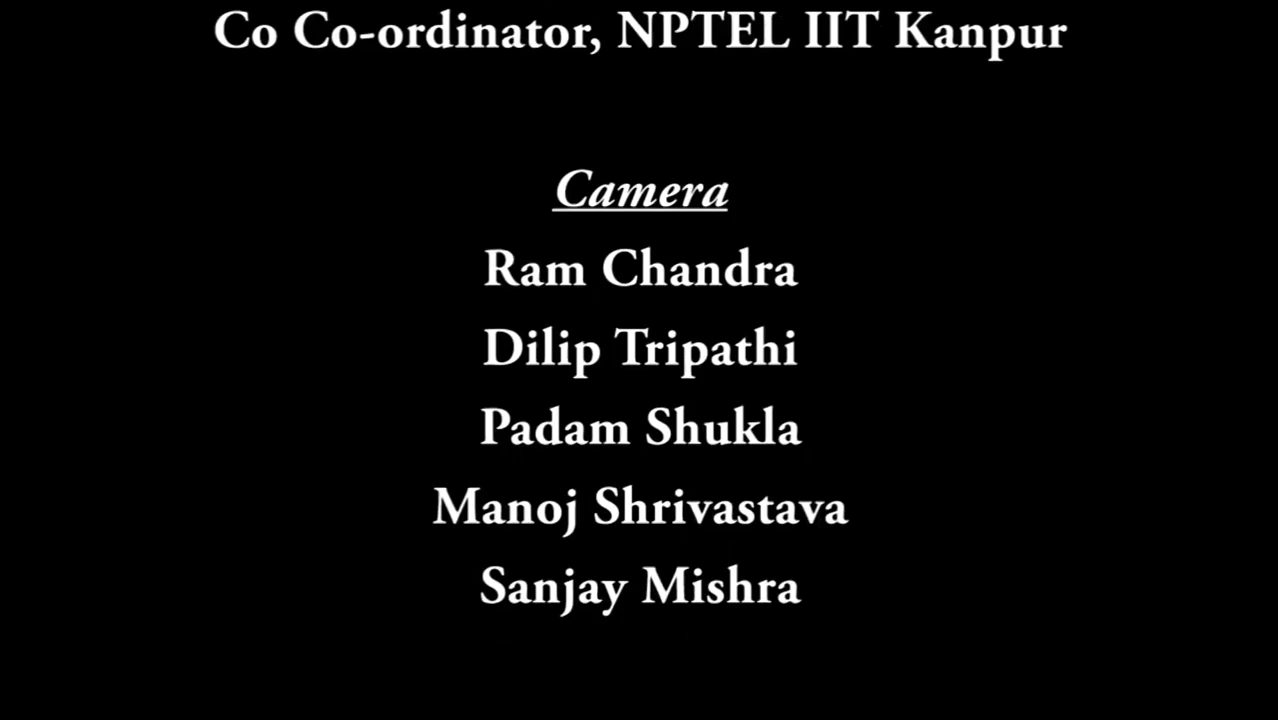 Co Co-ordinator, NPTEL IIT Kanpur
Camera
Ram Chandra
Dilip Tripathi
Padam Shukla
Manoj Shrivastava
Sanjay Mishra